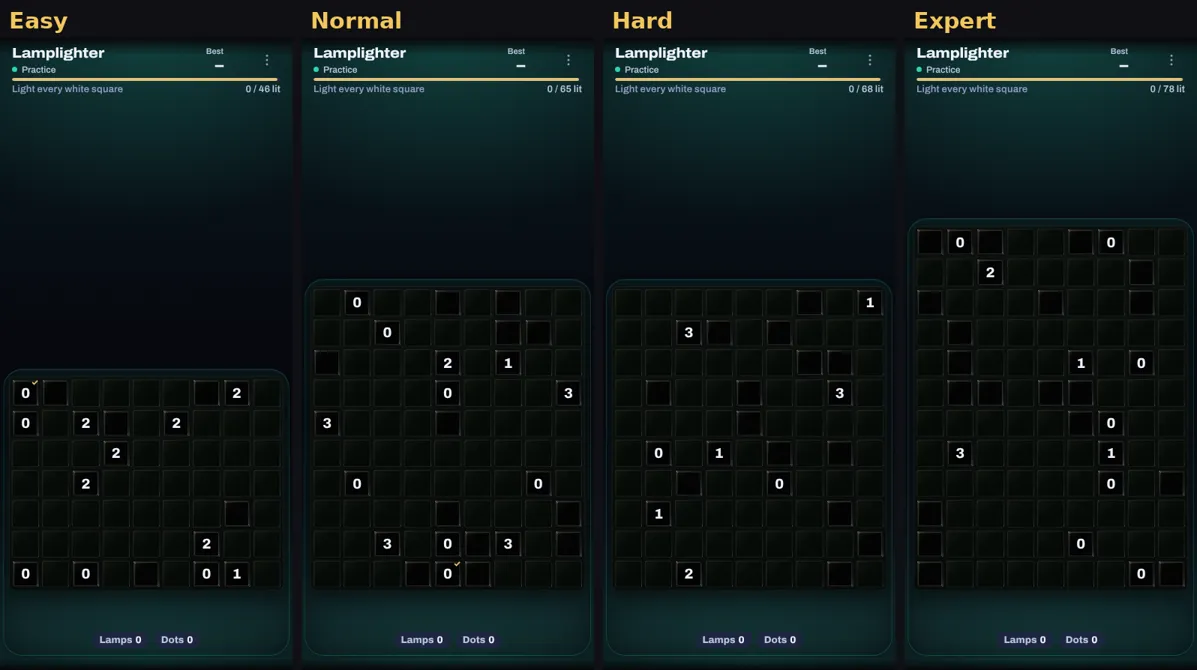 Easy
Lamplighter
Best
Practice
–
Light every white square
0 / 46 lit
0 2
0 2 2
2
2
2
0 0 0 1
Lamps 0 Dots 0
Normal
Lamplighter
Best
Practice
–
Light every white square
0 / 65 lit
0
0
2 1
0 3
3
0 0
3 0 3
0
Lamps 0 Dots 0
Hard
Lamplighter
Best
Practice
–
Light every white square
0 / 68 lit
1
3
3
0 1
0
1
2
Lamps 0 Dots 0
Expert
Lamplighter
Best
Practice
–
Light every white square
0 / 78 lit
0 0
2
1 0
0
3 1
0
0
0
Lamps 0 Dots 0